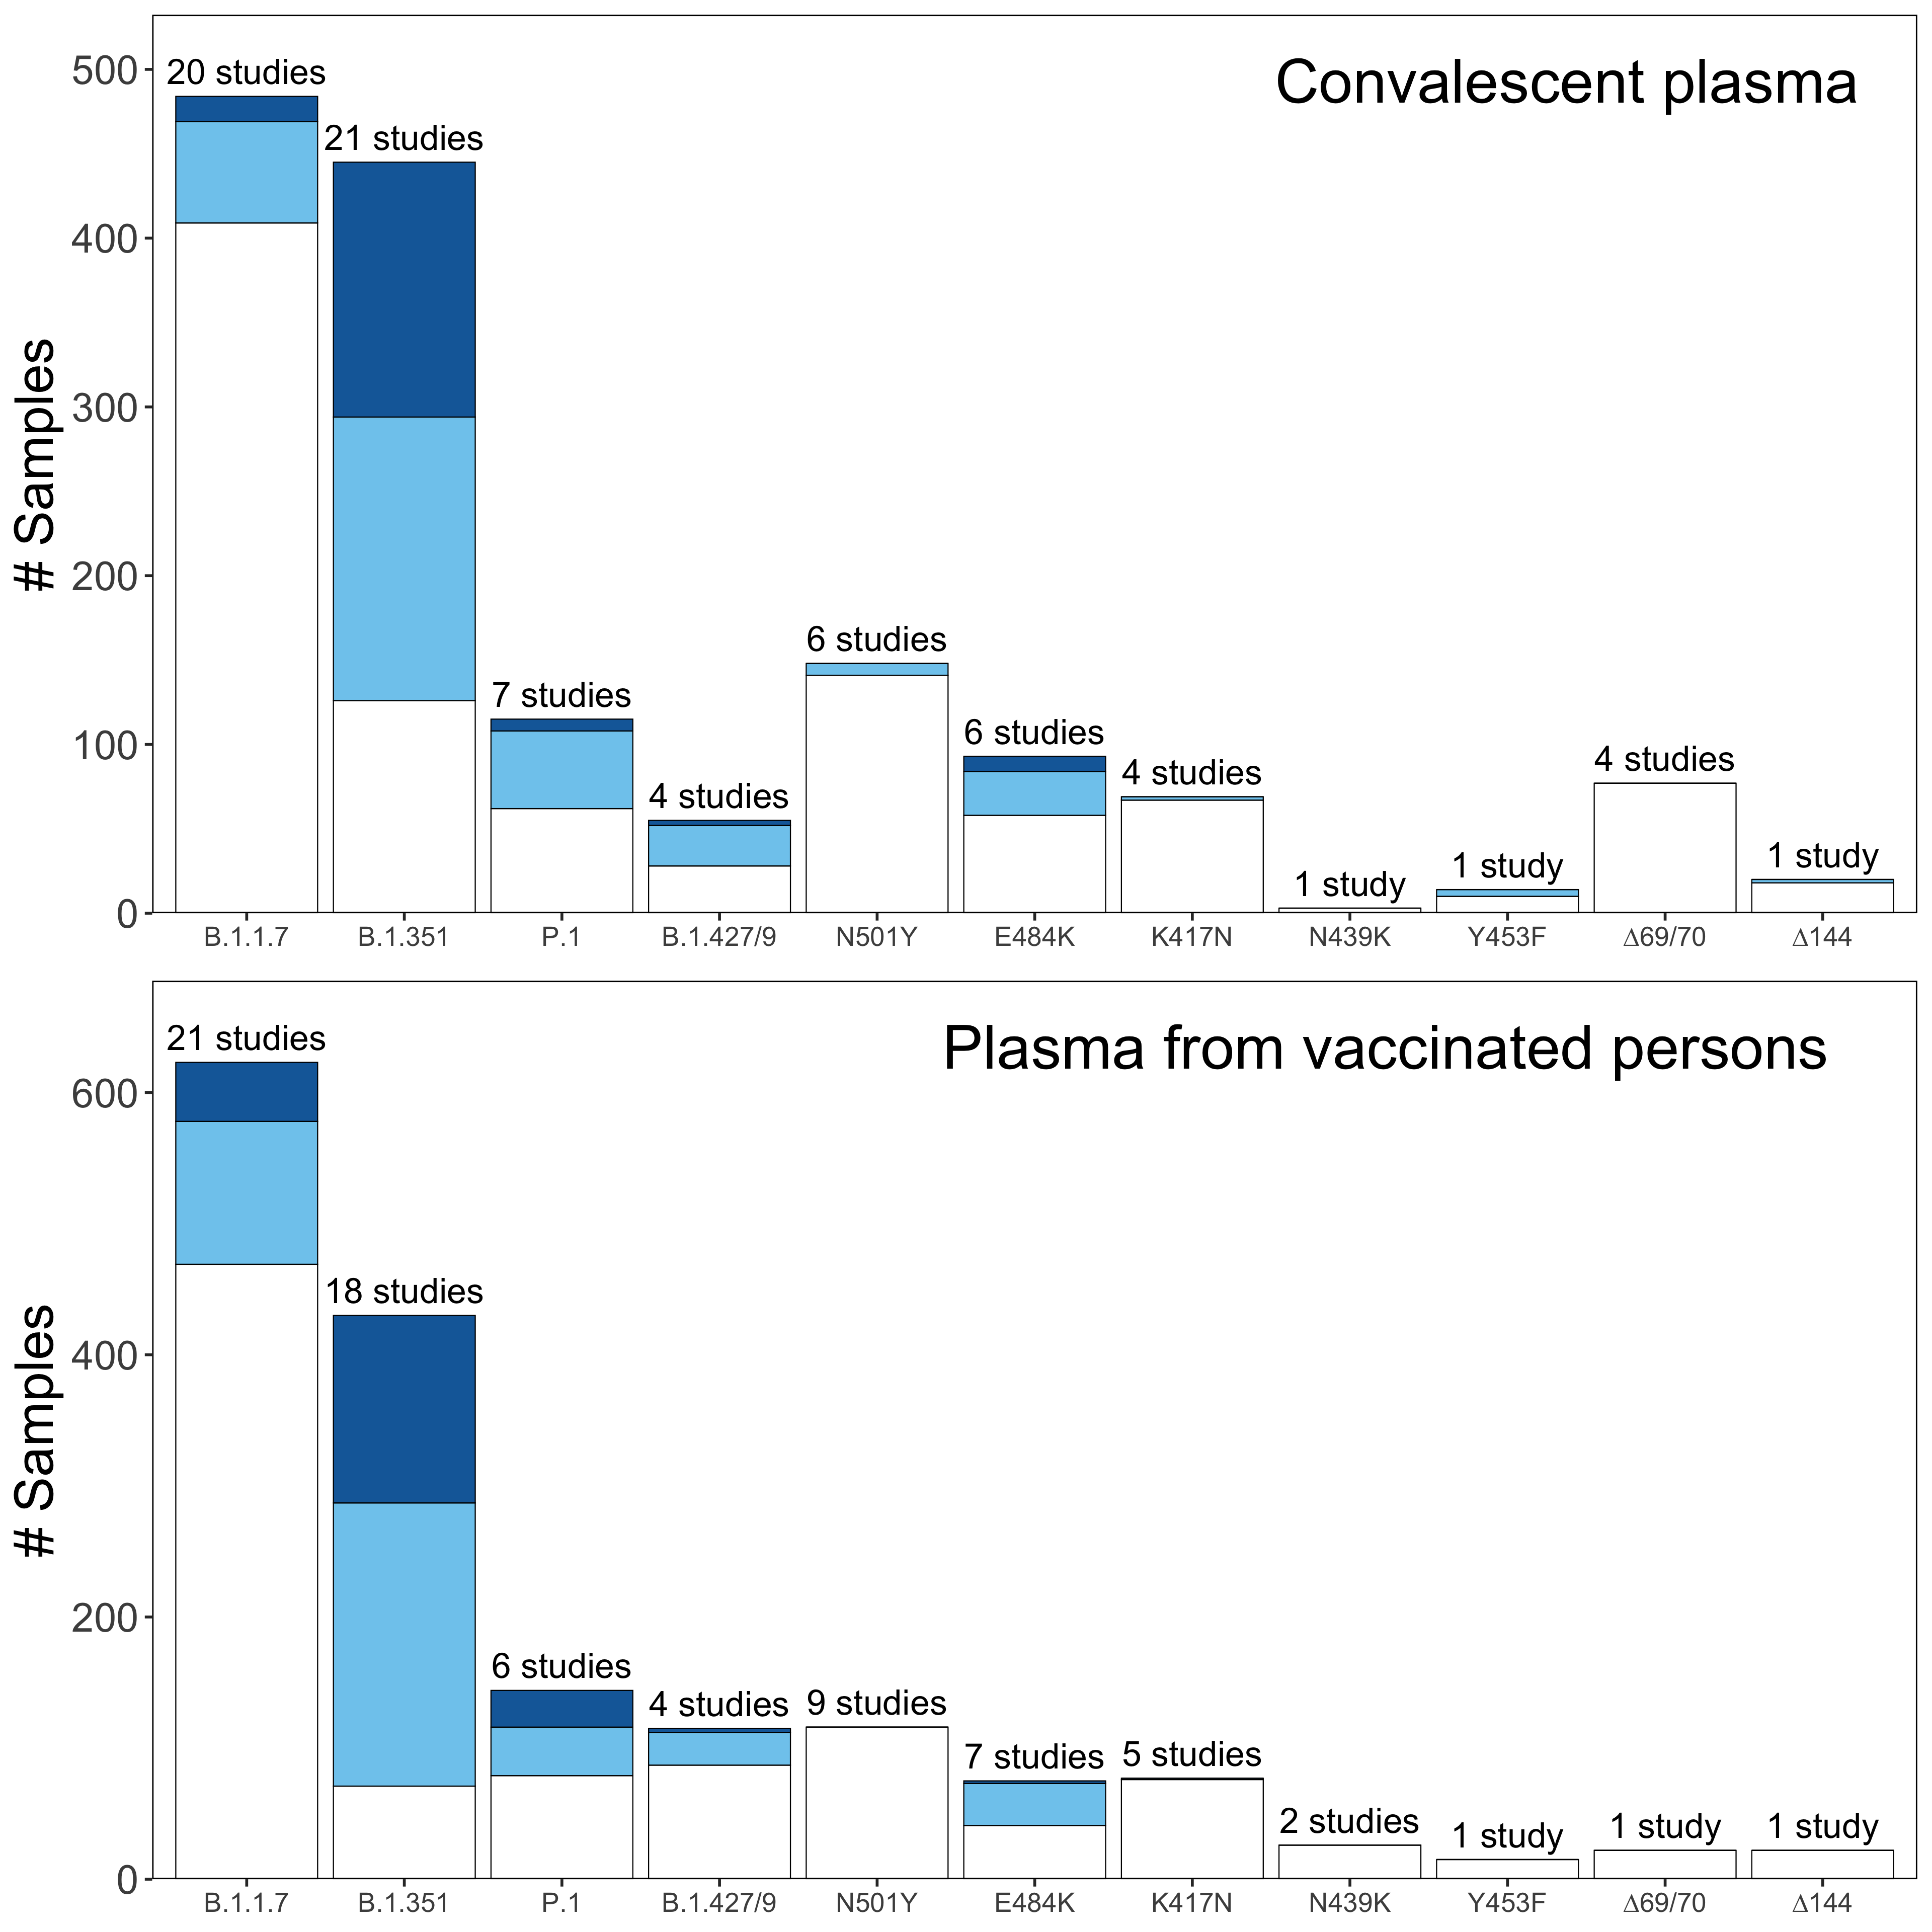 Convalescent plasma
# Samples
500
400
300
200
100
0
20 studies
21 studies
7 studies
4 studies
6 studies
6 studies
4 studies
1 study
1 study
4 studies
1 study
B.1.1.7
B.1.351
P.1
B.1.427/9
N501Y
E484K
K417N
N439K
Y453F
Δ69/70
Δ144
Plasma from vaccinated persons
# Samples
600
400
200
0
21 studies
18 studies
6 studies
4 studies
9 studies
7 studies
5 studies
2 studies
1 study
1 study
1 study
B.1.1.7
B.1.351
P.1
B.1.427/9
N501Y
E484K
K417N
N439K
Y453F
Δ69/70
Δ144